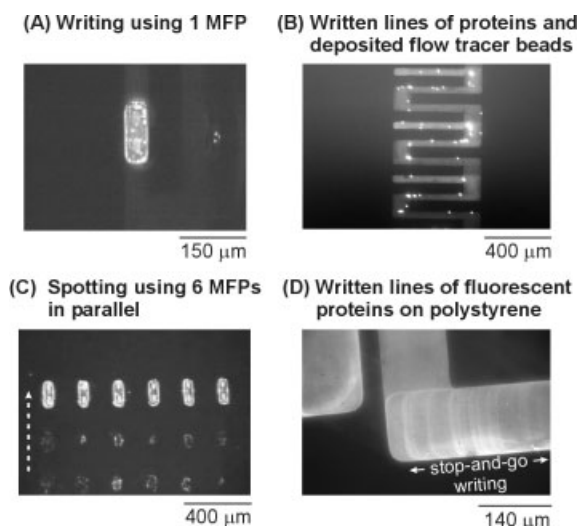 (A) Writing using 1 MFP
150 μm
(B) Written lines of proteins and
deposited flow tracer beads
400 μm
(C) Spotting using 6 MFPs
in parallel
400 μm
(D) Written lines of fluorescent
proteins on polystyrene
stop-and-go
writing
140 μm